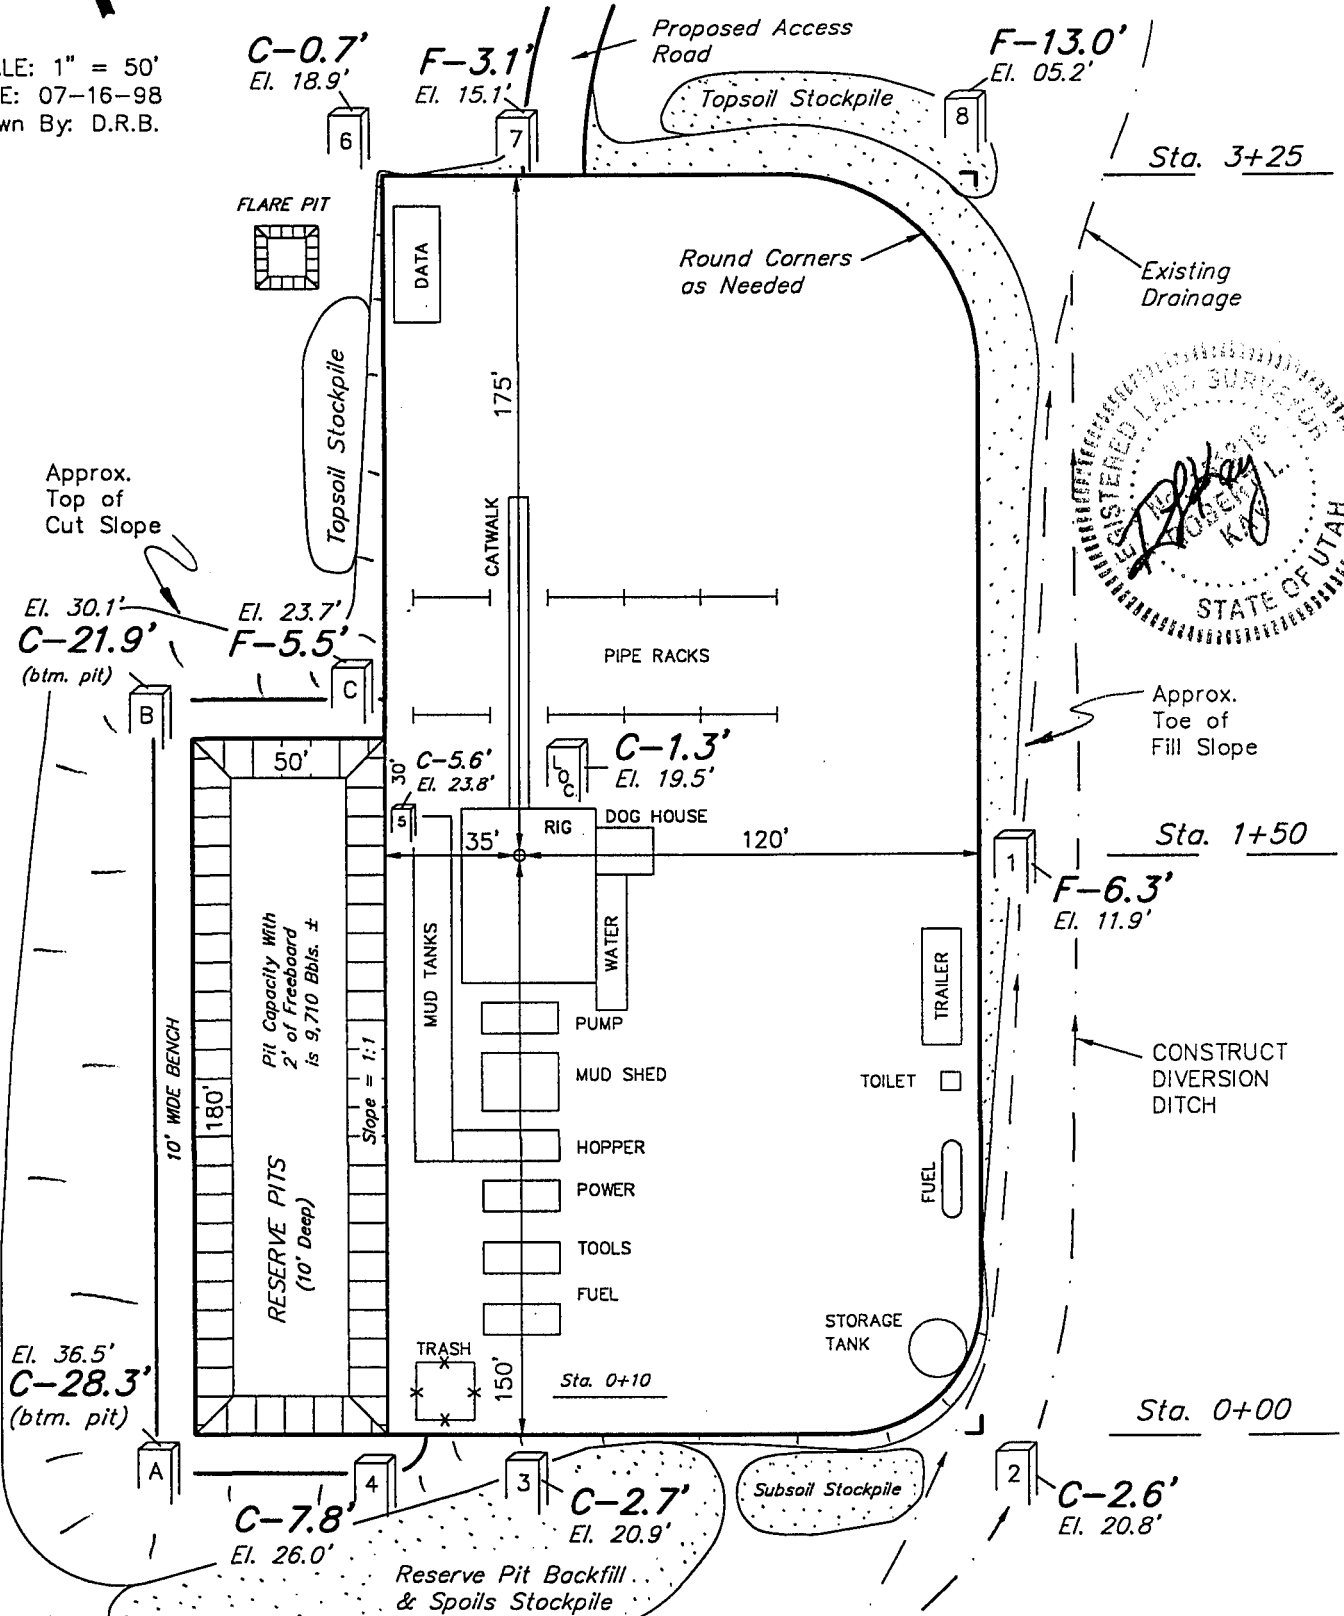 LE: 1" = 50'
E: 07-16-98
wn By: D.R.B.
C-0.7'
El. 18.9'
F-3.1'
El. 15.1'
Proposed Access
Road
F-13.0'
El. 05.2'
Topsoil Stockpile
6
7
8
Sta. 3+25
FLARE PIT
DATA
Round Corners
as Needed
Existing
Drainage
Topsoil Stockpile
175'
REGISTERED LAND SURVEYOR
ROBERT L.
KAY
STATE OF UTAH
Approx.
Top of
Cut Slope
CATWALK
El. 30.1'
C-21.9'
(btm. pit)
El. 23.7'
F-5.5'
B
C
PIPE RACKS
Approx.
Toe of
Fill Slope
50'
30'
C-5.6'
El. 23.8'
5
LOC.
C-1.3'
El. 19.5'
RIG
DOG HOUSE
35'
120'
Sta. 1+50
1
F-6.3'
El. 11.9'
Pit Capacity With
2' of Freeboard
is 9,710 Bbls. ±
MUD TANKS
WATER
TRAILER
PUMP
10' WIDE BENCH
180'
Slope = 1:1
MUD SHED
TOILET
CONSTRUCT
DIVERSION
DITCH
RESERVE PITS
(10' Deep)
HOPPER
POWER
FUEL
TOOLS
FUEL
STORAGE
TANK
TRASH
El. 36.5'
C-28.3'
(btm. pit)
150'
Sta. 0+10
Sta. 0+00
A
4
3
2
C-7.8'
El. 26.0'
C-2.7'
El. 20.9'
Subsoil Stockpile
C-2.6'
El. 20.8'
Reserve Pit Backfill
& Spoils Stockpile